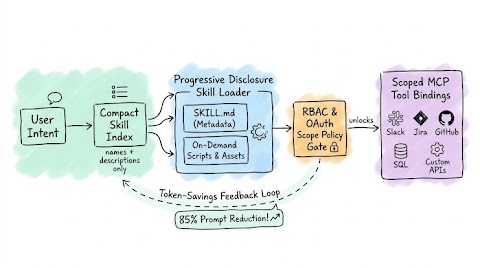 User
Intent
Compact
Skill
Index
names +
descriptions
only
Progressive Disclosure
Skill Loader
SKILL.md
(Metadata)
On-Demand
Scripts & Assets
RBAC &
OAuth
Scope Policy
Gate
unlocks
Scoped MCP
Tool Bindings
Slack
Jira
GitHub
SQL
Custom
APIs
Token-Savings Feedback Loop
85% Prompt Reduction!